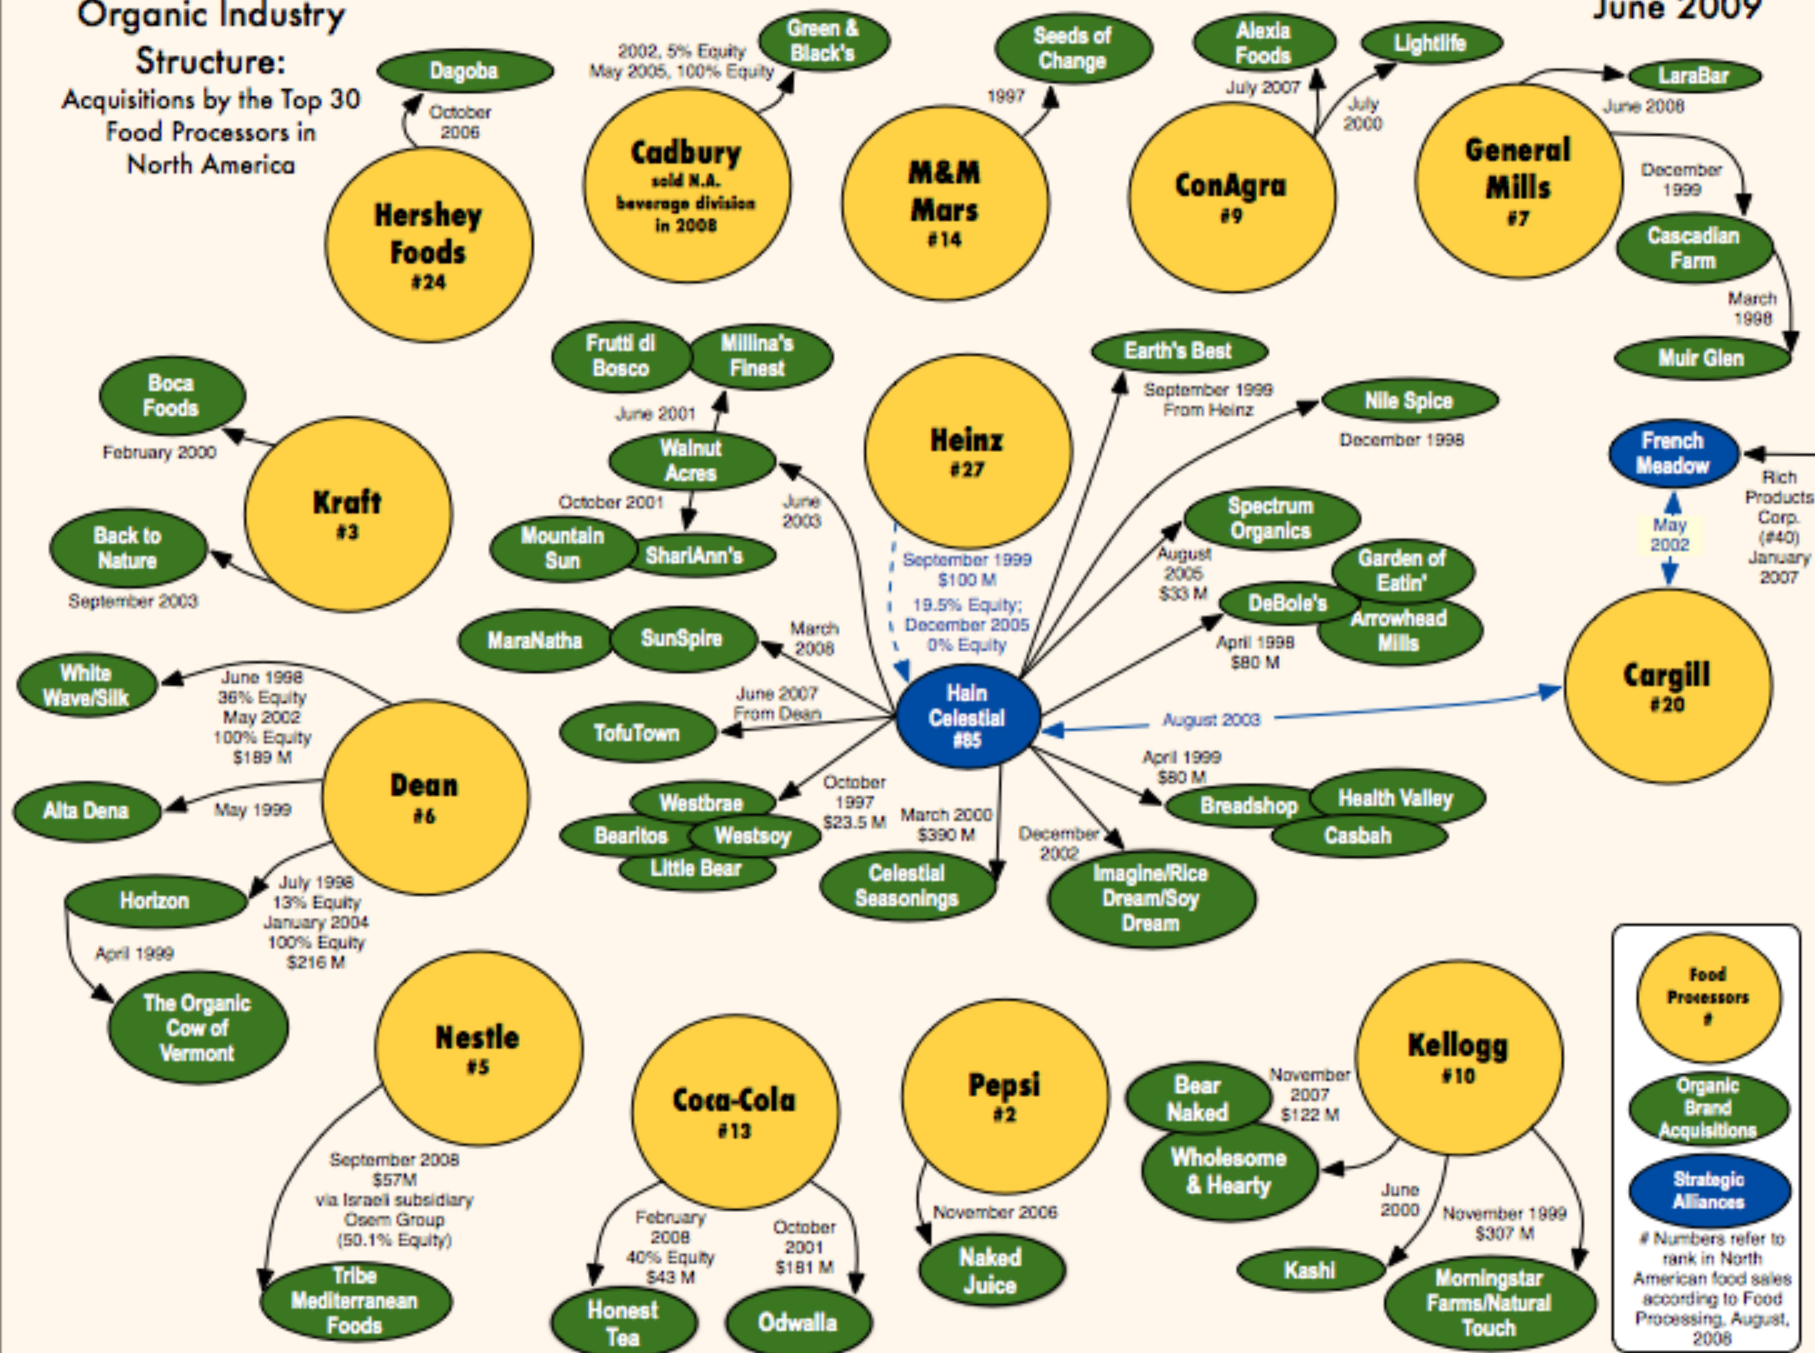 Organic Industry
Structure:
Acquisitions by the Top 30
Food Processors in
North America
June 2009
Dagoba
October
2006
Hershey
Foods
#24
2002, 5% Equity
May 2005, 100% Equity
Green &
Black's
Cadbury
sold N.A.
beverage division
in 2008
Seeds of
Change
1997
M&M
Mars
#14
Alexia
Foods
July 2007
Lightlife
July
2000
ConAgra
#9
LaraBar
June 2008
General
Mills
#7
December
1999
Cascadian
Farm
March
1998
Muir Glen
Boca
Foods
February 2000
Kraft
#3
Back to
Nature
September 2003
Frutti di
Bosco
Millina's
Finest
June 2001
Walnut
Acres
October 2001
Mountain
Sun
ShariAnn's
June
2003
Heinz
#27
September 1999
$100 M
19.5% Equity;
December 2005
0% Equity
Earth's Best
September 1999
From Heinz
Nile Spice
December 1998
Spectrum
Organics
August
2005
$33 M
Garden of
Eatin'
DeBole's
Arrowhead
Mills
April 1998
$80 M
French
Meadow
Rich
Products
Corp.
(#40)
January
2007
May
2002
Cargill
#20
August 2003
MaraNatha
SunSpire
March
2008
June 2007
From Dean
TofuTown
Hain
Celestial
#85
White
Wave/Silk
June 1998
36% Equity
May 2002
100% Equity
$189 M
Dean
#6
Alta Dena
May 1999
Horizon
July 1998
13% Equity
January 2004
100% Equity
$216 M
April 1999
The Organic
Cow of
Vermont
Westbrae
Bearitos
Westsoy
Little Bear
October
1997
$23.5 M
March 2000
$390 M
Celestial
Seasonings
December
2002
Imagine/Rice
Dream/Soy
Dream
April 1999
$80 M
Breadshop
Health Valley
Casbah
Nestle
#5
September 2008
$57M
via Israeli subsidiary
Osem Group
(50.1% Equity)
Tribe
Mediterranean
Foods
Coca-Cola
#13
February
2008
40% Equity
$43 M
Honest
Tea
October
2001
$181 M
Odwalla
Pepsi
#2
November 2006
Naked
Juice
Kellogg
#10
Bear
Naked
November
2007
$122 M
Wholesome
& Hearty
June
2000
Kashi
November 1999
$307 M
Morningstar
Farms/Natural
Touch
Food
Processors
#
Organic
Brand
Acquisitions
Strategic
Alliances
# Numbers refer to
rank in North
American food sales
according to Food
Processing, August,
2008